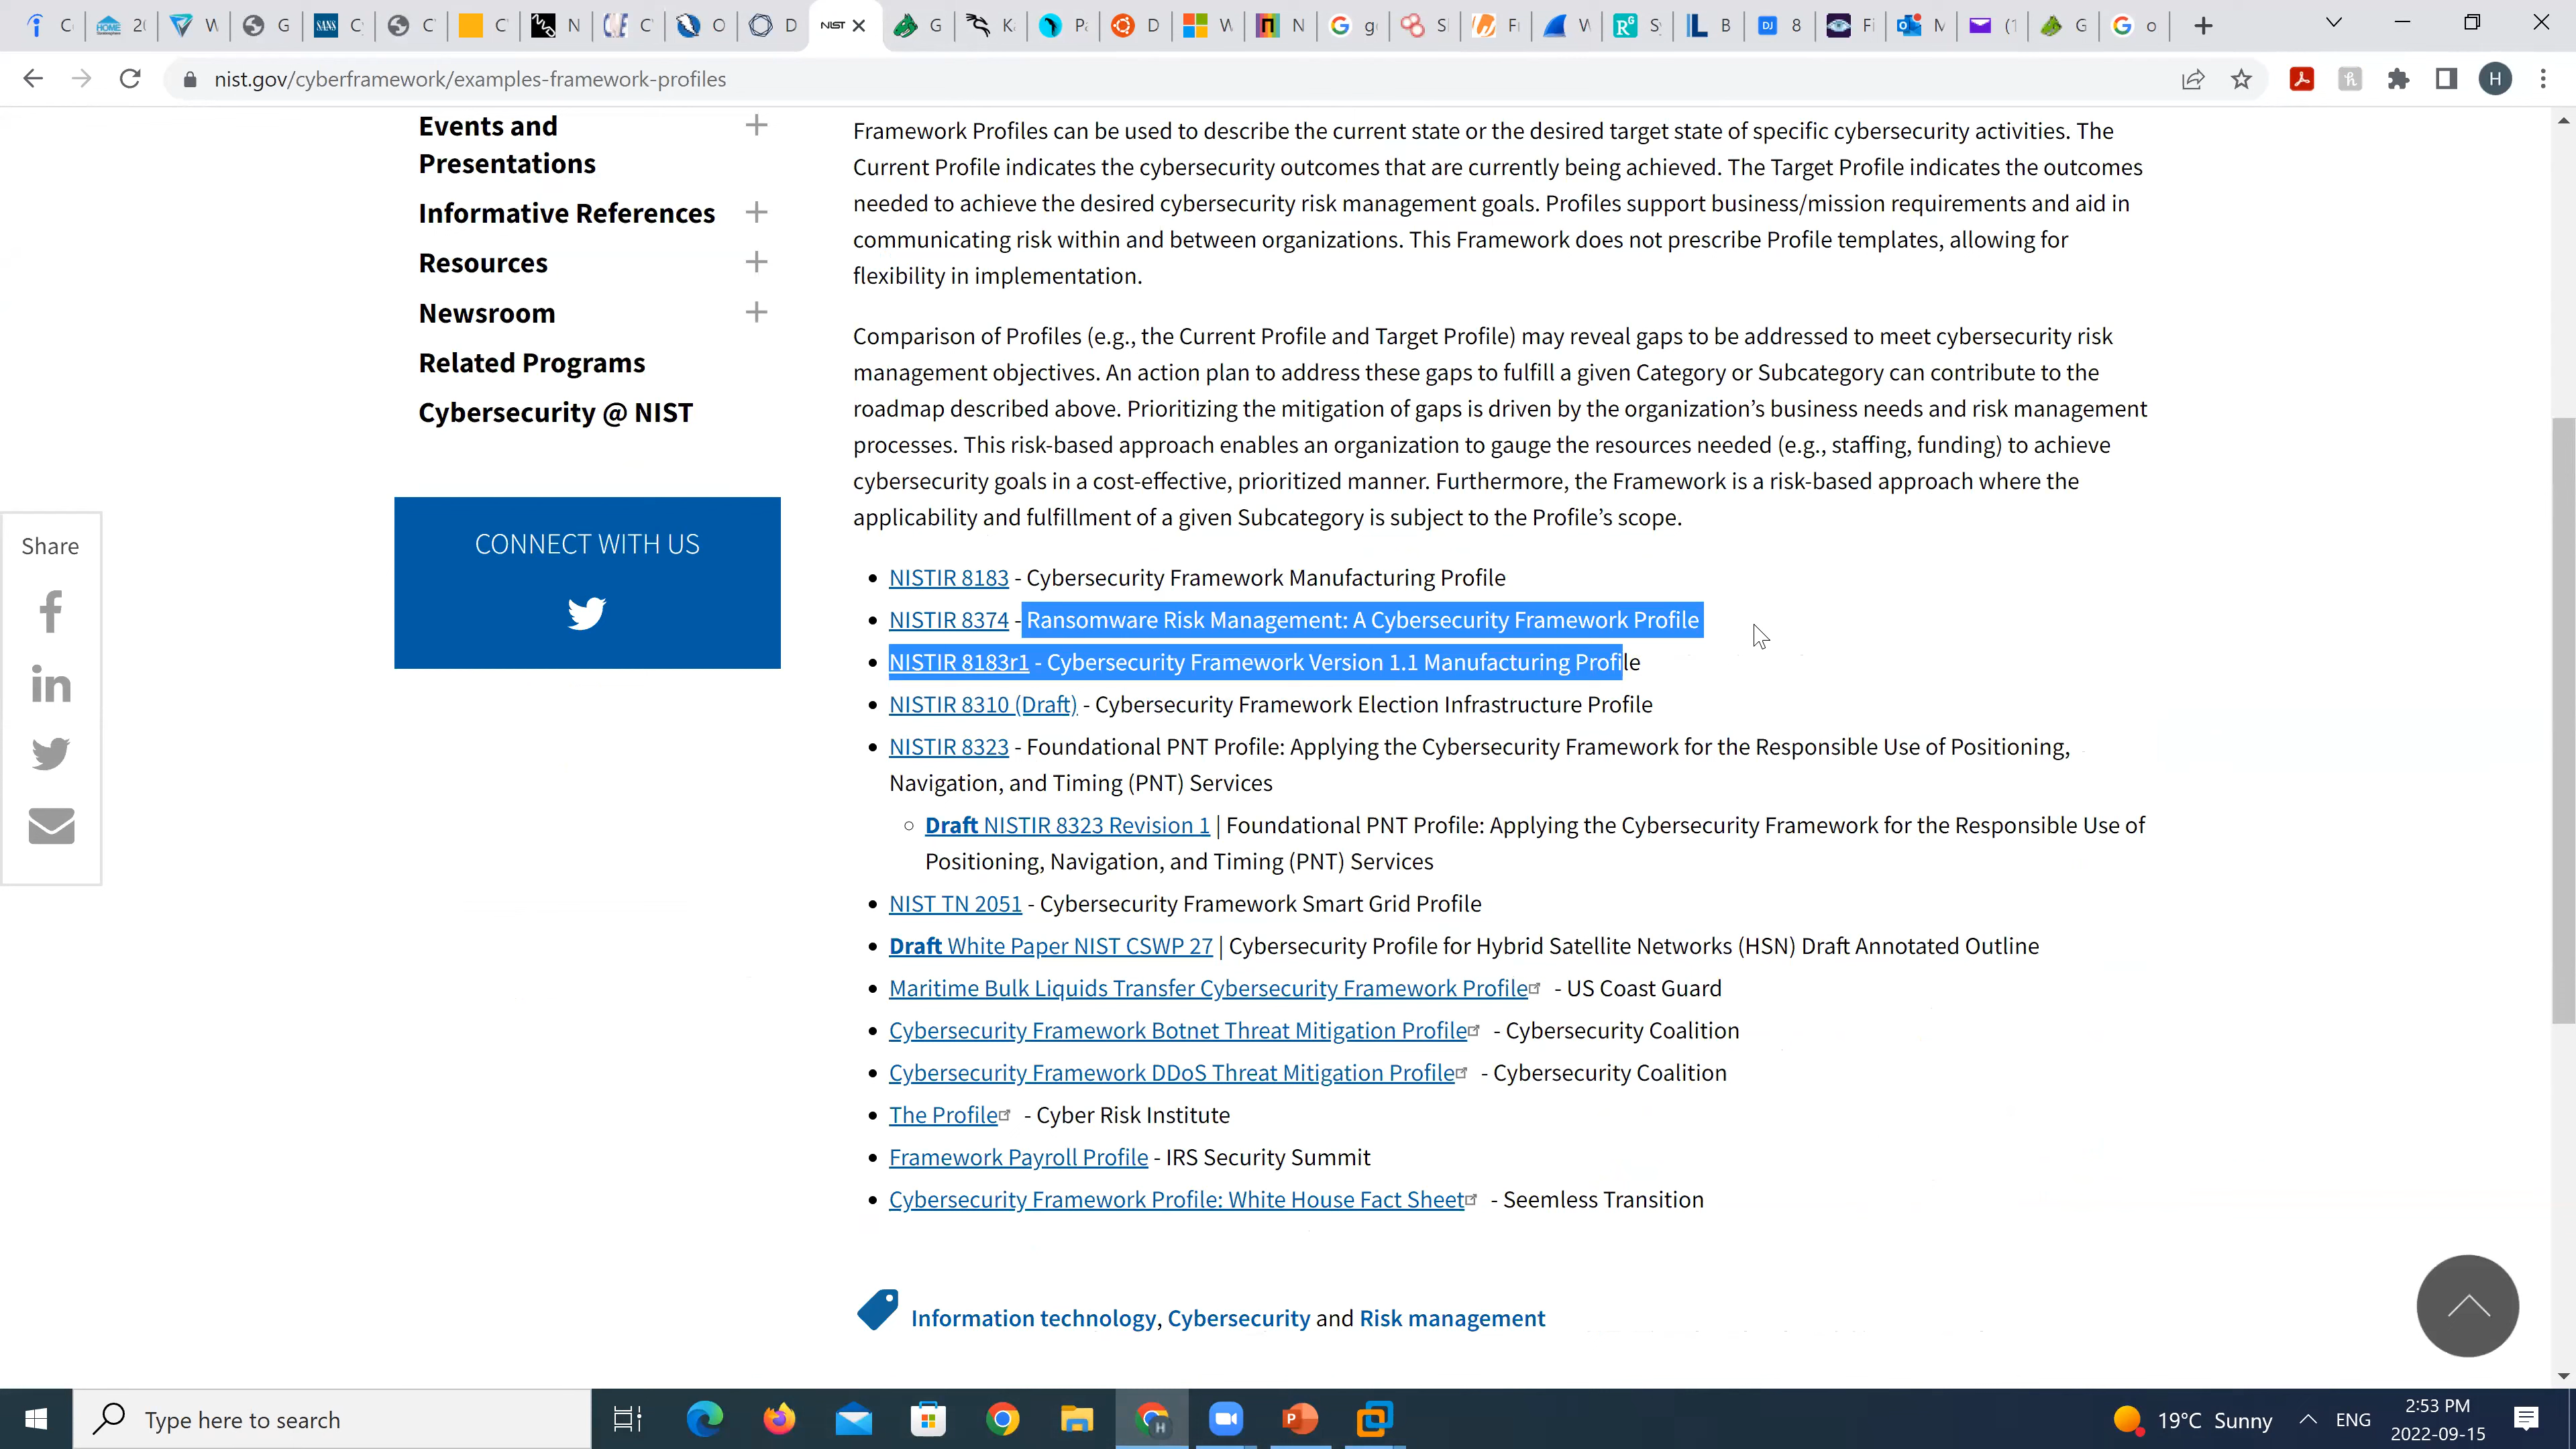 C
2(
W
G
SANS
C
C
C
N
C
O
D
NIST
G
K
Pa
D
W
N
g
S
F
W
RG
S
B
DJ
8
F
M
(1
G
o
nist.gov/cyberframework/examples-framework-profiles
H
Events and
Presentations
Informative References
Resources
Newsroom
Related Programs
Cybersecurity @ NIST
CONNECT WITH US
Share
Framework Profiles can be used to describe the current state or the desired target state of specific cybersecurity activities. The
Current Profile indicates the cybersecurity outcomes that are currently being achieved. The Target Profile indicates the outcomes
needed to achieve the desired cybersecurity risk management goals. Profiles support business/mission requirements and aid in
communicating risk within and between organizations. This Framework does not prescribe Profile templates, allowing for
flexibility in implementation.
Comparison of Profiles (e.g., the Current Profile and Target Profile) may reveal gaps to be addressed to meet cybersecurity risk
management objectives. An action plan to address these gaps to fulfill a given Category or Subcategory can contribute to the
roadmap described above. Prioritizing the mitigation of gaps is driven by the organization's business needs and risk management
processes. This risk-based approach enables an organization to gauge the resources needed (e.g., staffing, funding) to achieve
cybersecurity goals in a cost-effective, prioritized manner. Furthermore, the Framework is a risk-based approach where the
applicability and fulfillment of a given Subcategory is subject to the Profile's scope.
• NISTIR 8183 - Cybersecurity Framework Manufacturing Profile
• NISTIR 8374 - Ransomware Risk Management: A Cybersecurity Framework Profile
• NISTIR 8183r1 - Cybersecurity Framework Version 1.1 Manufacturing Profile
• NISTIR 8310 (Draft) - Cybersecurity Framework Election Infrastructure Profile
• NISTIR 8323 - Foundational PNT Profile: Applying the Cybersecurity Framework for the Responsible Use of Positioning,
Navigation, and Timing (PNT) Services
○ Draft NISTIR 8323 Revision 1 | Foundational PNT Profile: Applying the Cybersecurity Framework for the Responsible Use of
Positioning, Navigation, and Timing (PNT) Services
• NIST TN 2051 - Cybersecurity Framework Smart Grid Profile
• Draft White Paper NIST CSWP 27 | Cybersecurity Profile for Hybrid Satellite Networks (HSN) Draft Annotated Outline
• Maritime Bulk Liquids Transfer Cybersecurity Framework Profile - US Coast Guard
• Cybersecurity Framework Botnet Threat Mitigation Profile - Cybersecurity Coalition
• Cybersecurity Framework DDoS Threat Mitigation Profile - Cybersecurity Coalition
• The Profile - Cyber Risk Institute
• Framework Payroll Profile - IRS Security Summit
• Cybersecurity Framework Profile: White House Fact Sheet - Seemless Transition
Information technology, Cybersecurity and Risk management
Type here to search
19°C Sunny
ENG
2:53 PM
2022-09-15